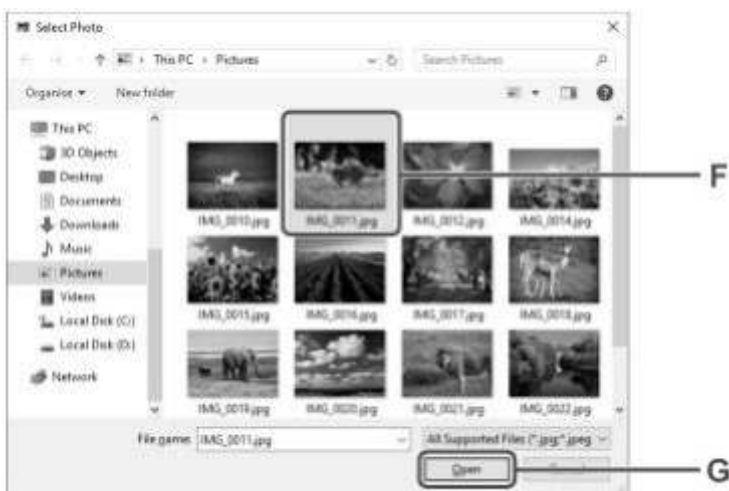 Select Photo
This PC › Pictures
Search Pictures
Organise
New folder
This PC
3D Objects
Desktop
Documents
Downloads
Music
Pictures
Videos
Local Disk (C:)
Local Disk (D:)
Network
IMG_0010.jpg IMG_0011.jpg IMG_0012.jpg IMG_0014.jpg
IMG_0015.jpg IMG_0016.jpg IMG_0017.jpg IMG_0018.jpg
IMG_0019.jpg IMG_0020.jpg IMG_0021.jpg IMG_0022.jpg
F
File game: IMG_0011.jpg
All Supported Files (*.jpg;*.jpeg
Open
G